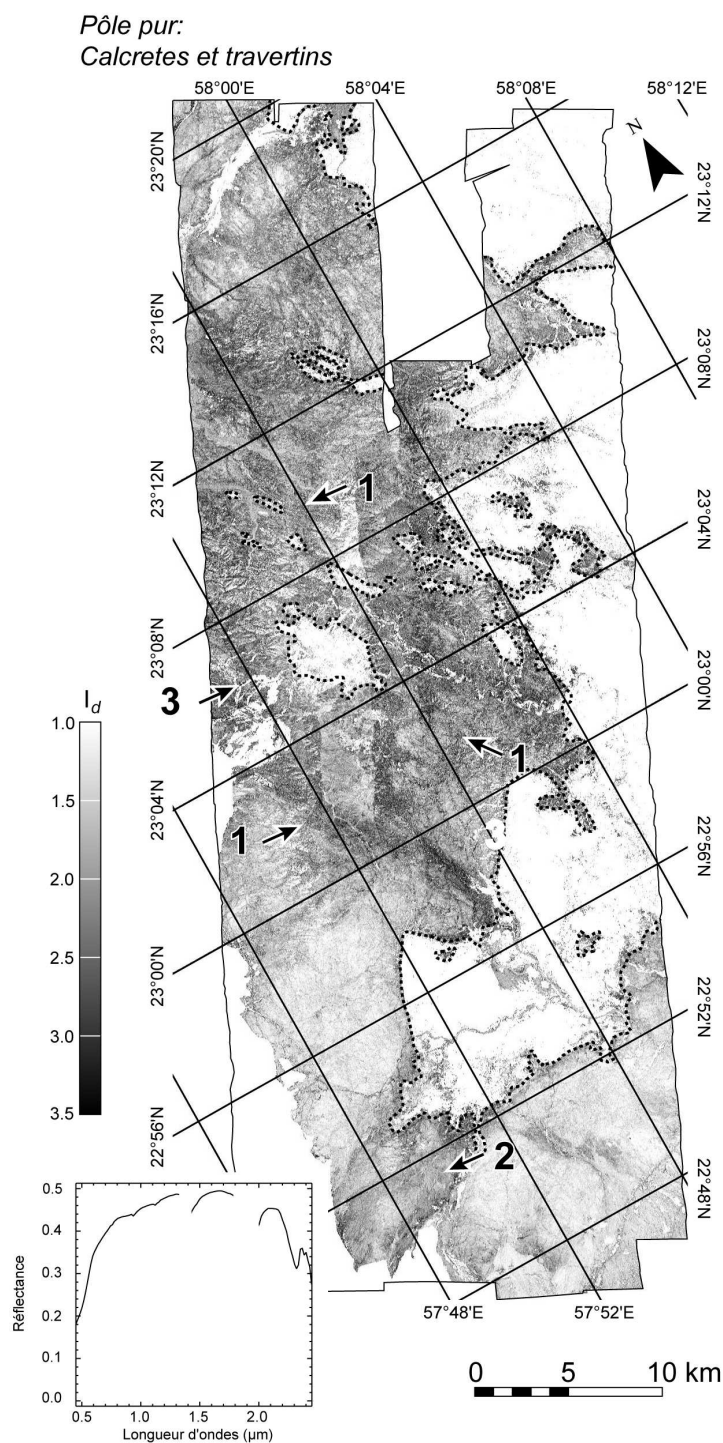 Pôle pur:
Calcretes et travertins
58°00'E
58°04'E
58°08'E
58°12'E
N
23°20'N
23°16'N
23°12'N
23°08'N
23°04'N
23°00'N
22°56'N
23°12'N
23°08'N
23°04'N
23°00'N
22°56'N
22°52'N
22°48'N
1
3
1
1
3
2
Id
1.0
1.5
2.0
2.5
3.0
3.5
57°48'E
57°52'E
0.5
0.4
0.3
0.2
0.1
0.0
Réflectance
0.5
1.0
1.5
2.0
Longueur d'ondes (µm)
0
5
10 km